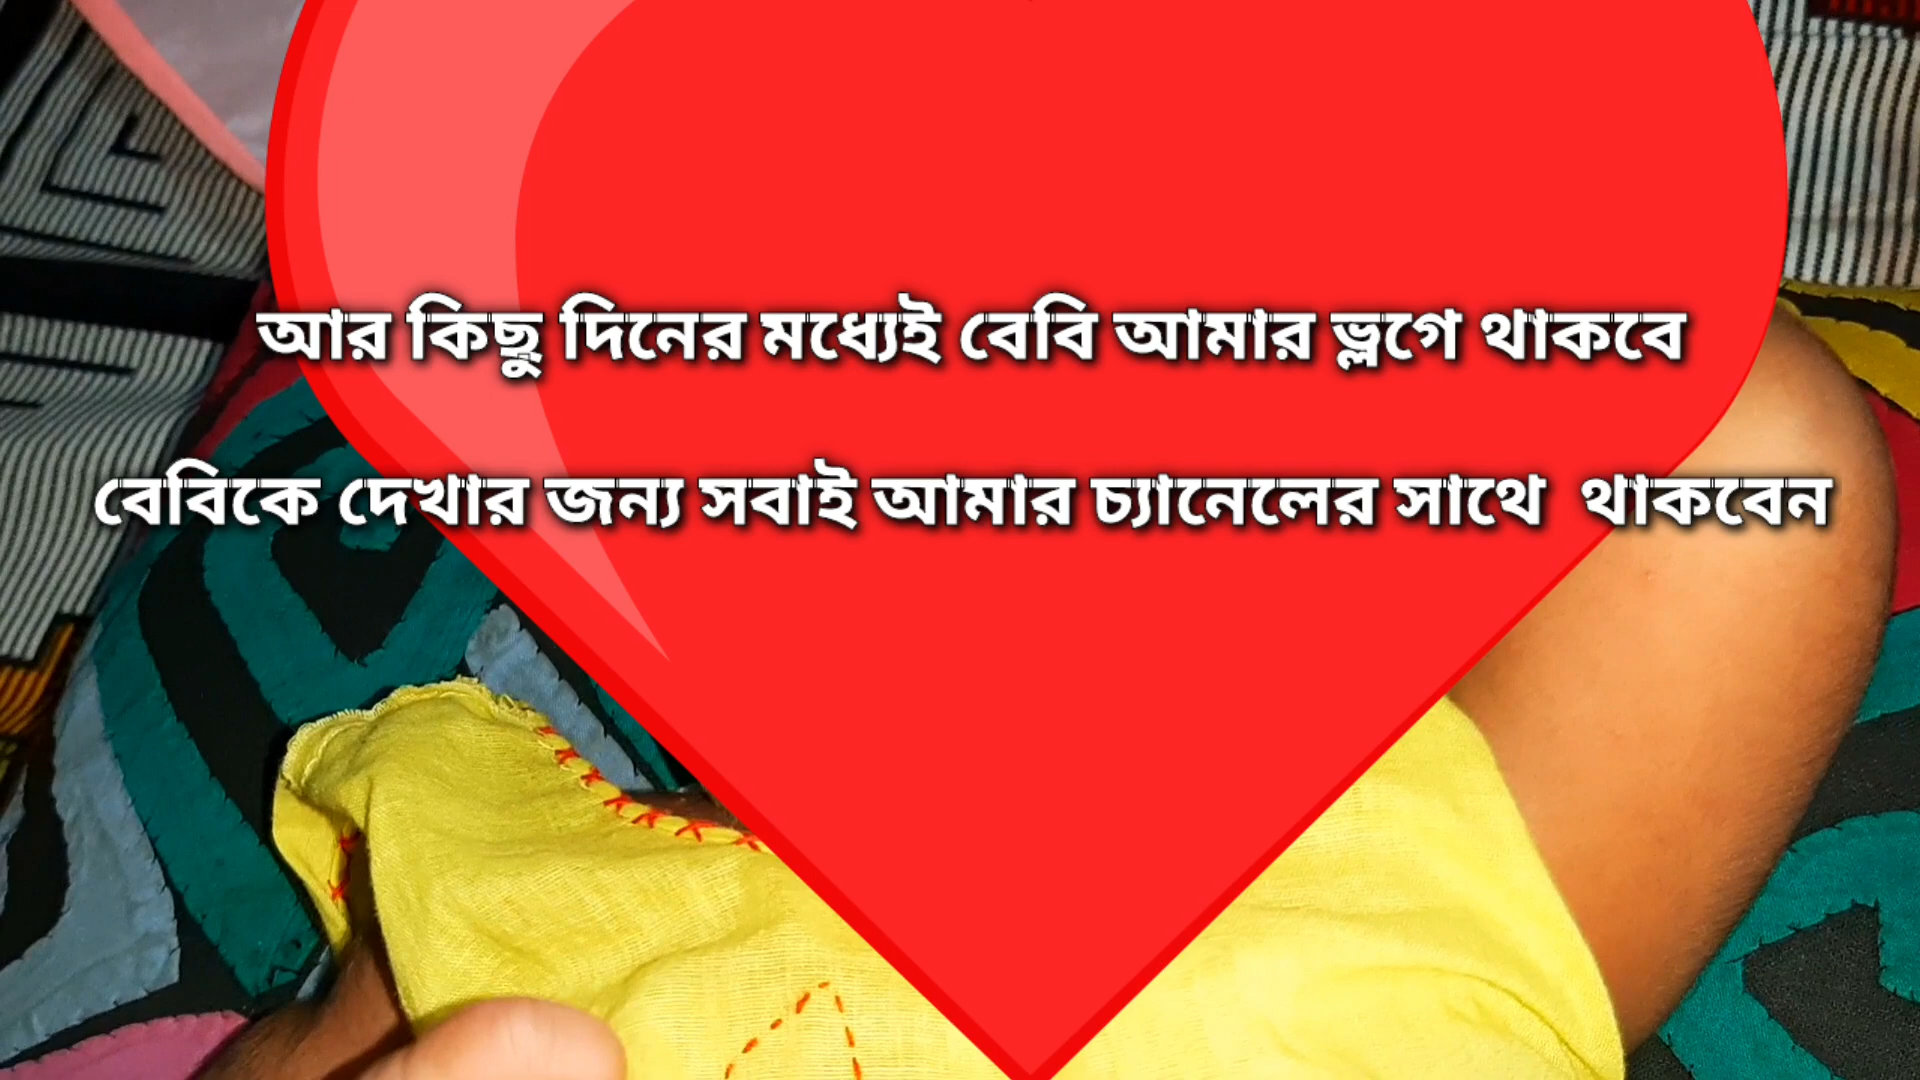 আর কিছু দিনের মধ্যেই বেবি আমার ভ্লগে থাকবে
বেবিকে দেখার জন্য সবাই আমার চ্যানেলের সাথে থাকবেন